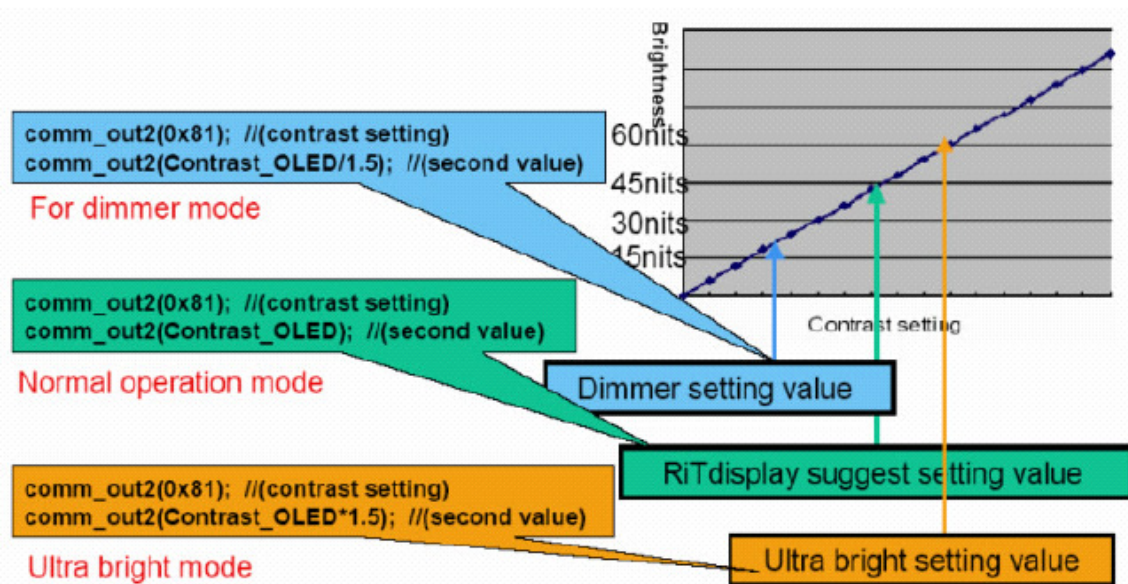 Brightness
60nits
45nits
30nits
15nits
Contrast setting
comm_out2(0x81); //(contrast setting)
comm_out2(Contrast_OLED/1.5); //(second value)
For dimmer mode
comm_out2(0x81); //(contrast setting)
comm_out2(Contrast_OLED); //(second value)
Normal operation mode
comm_out2(0x81); //(contrast setting)
comm_out2(Contrast_OLED*1.5); //(second value)
Ultra bright mode
Dimmer setting value
RiTdisplay suggest setting value
Ultra bright setting value